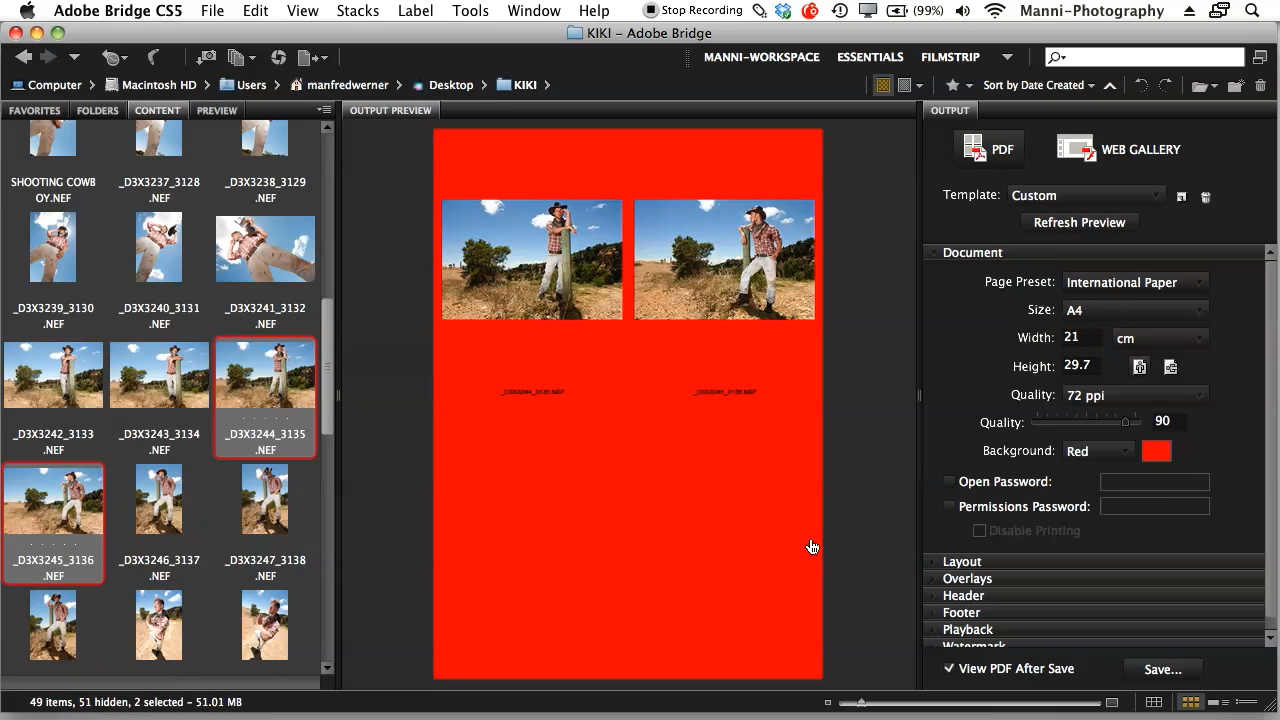 Adobe Bridge CS5 File Edit View Stacks Label Tools Window Help Stop Recording (99%) Manni-Photography
KIKI – Adobe Bridge
MANNI-WORKSPACE ESSENTIALS FILMSTRIP
Computer Macintosh HD Users manfredwerner Desktop KIKI Sort by Date Created
FAVORITES FOLDERS CONTENT PREVIEW OUTPUT PREVIEW OUTPUT
PDF WEB GALLERY
SHOOTING COWB
OY.NEF
_D3X3237_3128
.NEF
_D3X3238_3129
.NEF
_D3X3239_3130
.NEF
_D3X3240_3131
.NEF
_D3X3241_3132
.NEF
_D3X3242_3133
.NEF
_D3X3243_3134
.NEF
_D3X3244_3135
.NEF
_D3X3245_3136
.NEF
_D3X3246_3137
.NEF
_D3X3247_3138
.NEF
_D3X3244_3135.NEF _D3X3245_3136.NEF
Template: Custom
Refresh Preview
Document
Page Preset: International Paper
Size: A4
Width: 21 cm
Height: 29.7
Quality: 72 ppi
Quality: 90
Background: Red
Open Password:
Permissions Password:
Disable Printing
Layout
Overlays
Header
Footer
Playback
Watermark
View PDF After Save Save...
49 items, 51 hidden, 2 selected – 51.01 MB